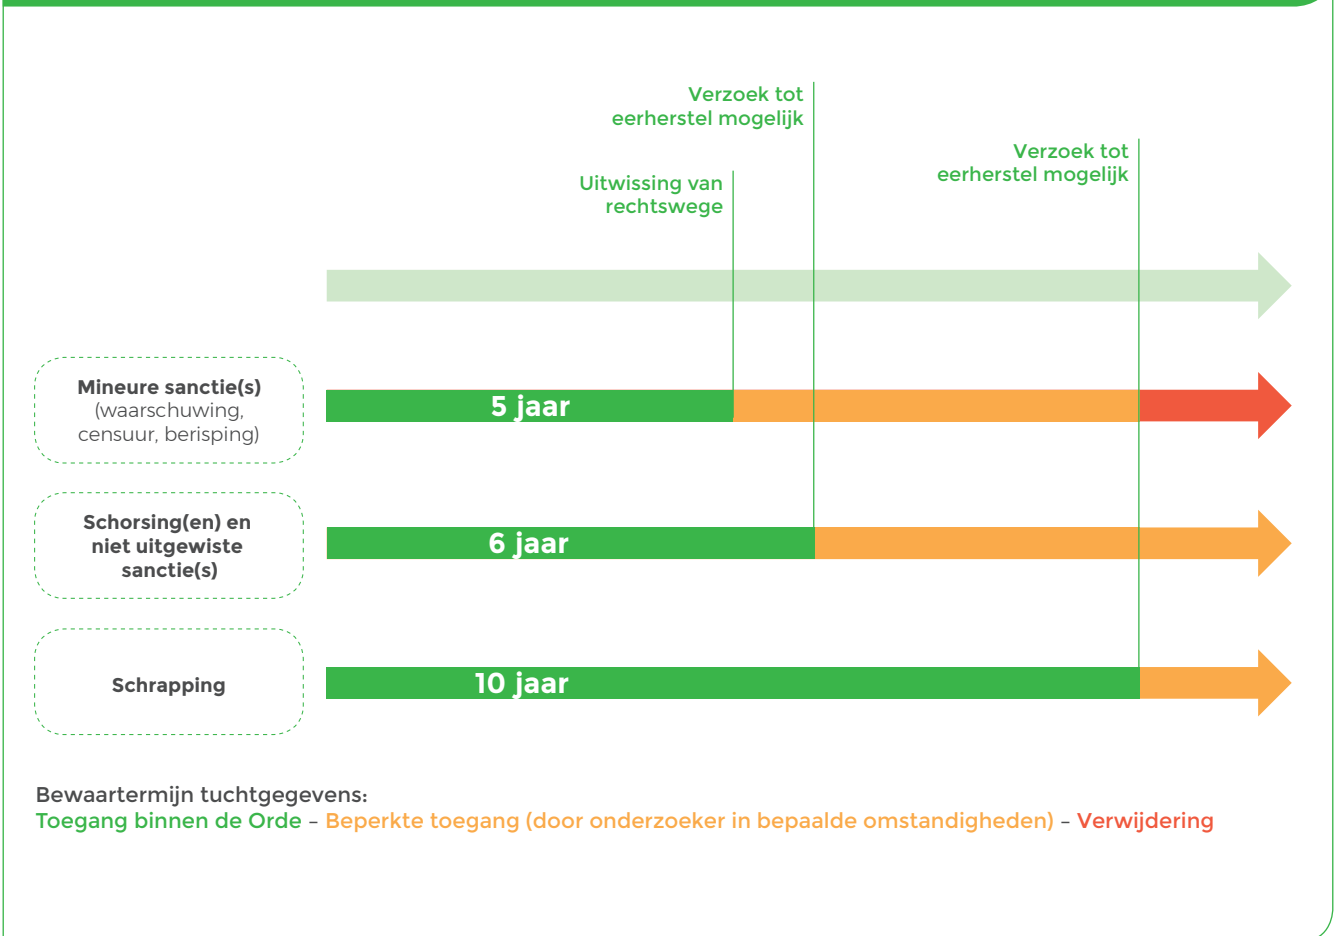 Verzoek tot
eerherstel mogelijk
Verzoek tot
eerherstel mogelijk
Uitwissing van
rechtswege
Mineure sanctie(s)
(waarschuwing,
censuur, berisping)
5 jaar
Schorsing(en) en
niet uitgewiste
sanctie(s)
6 jaar
Schrapping
10 jaar
Bewaartermijn tuchtgegevens:
Toegang binnen de Orde – Beperkte toegang (door onderzoeker in bepaalde omstandigheden) – Verwijdering